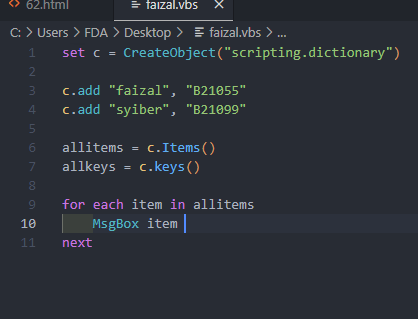 <> 62.html
faizal.vbs ×
C: > Users > FDA > Desktop > faizal.vbs > ...
1 set c = CreateObject("scripting.dictionary")
2
3 c.add "faizal", "B21055"
4 c.add "syiber", "B21099"
5
6 allitems = c.Items()
7 allkeys = c.keys()
8
9 for each item in allitems
10 MsgBox item
11 next